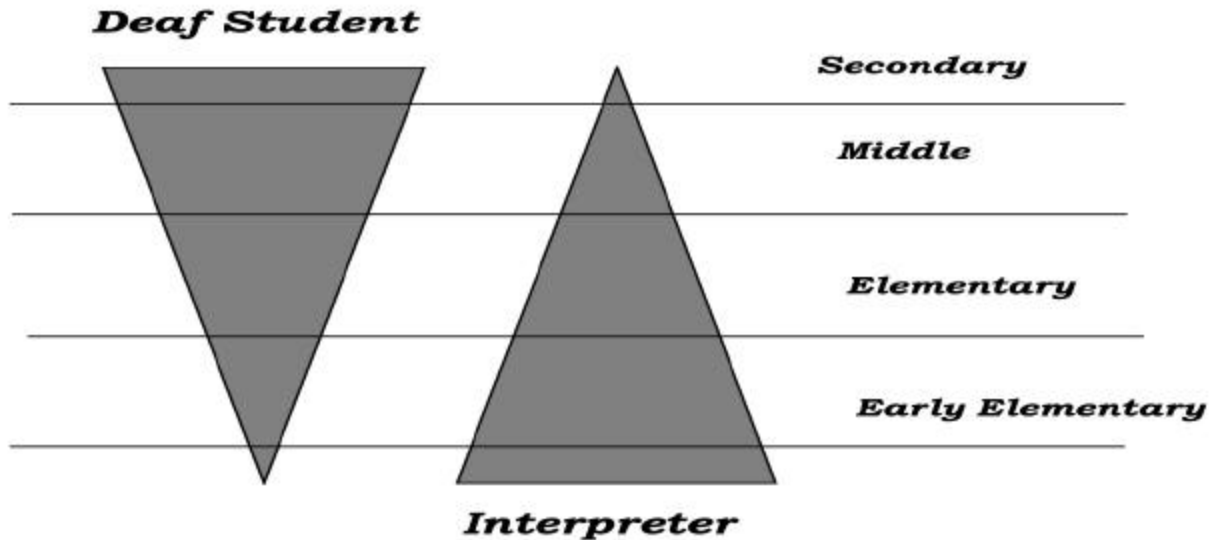 Deaf Student
Secondary
Middle
Elementary
Early Elementary
Interpreter